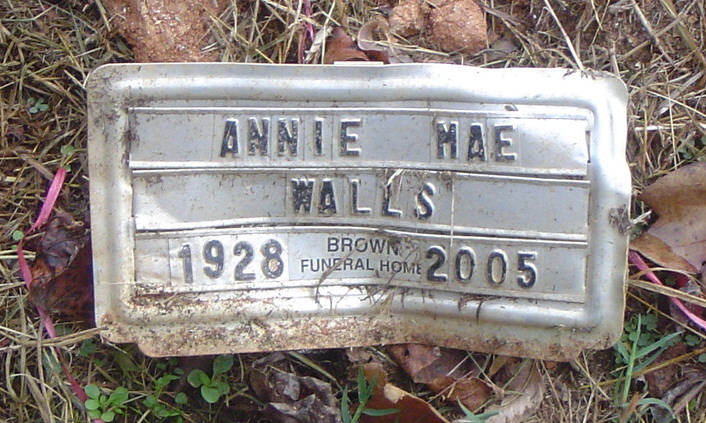 ANNIE MAE
WALLS
1928 BROWN FUNERAL HOME 2005